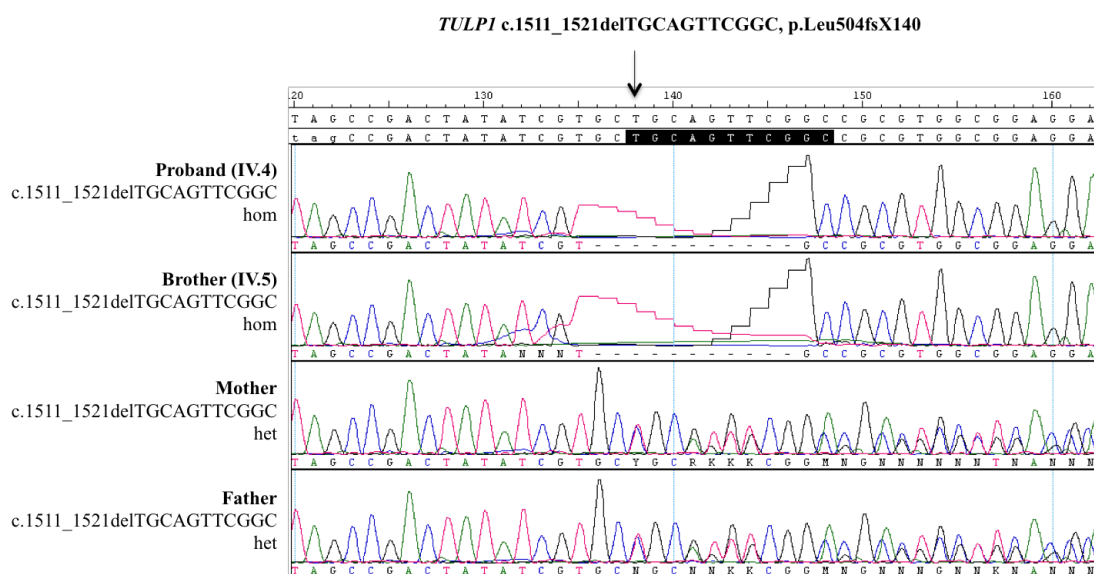 TULP1 c.1511_1521delTGCAGTTCGGC, p.Leu504fsX140
20 130 140 150 160
T A G C C G A C T A T A T C G T G C T G C A G T T C G G C C G C G T G G C G G A G G A
t a g C C G A C T A T A T C G T G C T G C A G T T C G G C C G C G T G G C G G A G G A
Proband (IV.4)
c.1511_1521delTGCAGTTCGGC
hom
T A G C C G A C T A T A T C G T - - - - - - - - - - - G C C G C G T G G C G G A G G A
Brother (IV.5)
c.1511_1521delTGCAGTTCGGC
hom
T A G C C G A C T A T A N N N T - - - - - - - - - - - G C C G C G T G G C G G A G G A
Mother
c.1511_1521delTGCAGTTCGGC
het
T A G C C G A C T A T A T C G T G C Y G C R K K K C G G M N G N N N N N N T N A N N N
Father
c.1511_1521delTGCAGTTCGGC
het
T A G C C G A C T A T A T C G T G C N G C N N K K C G G M N G N N N G N N K N A N N N